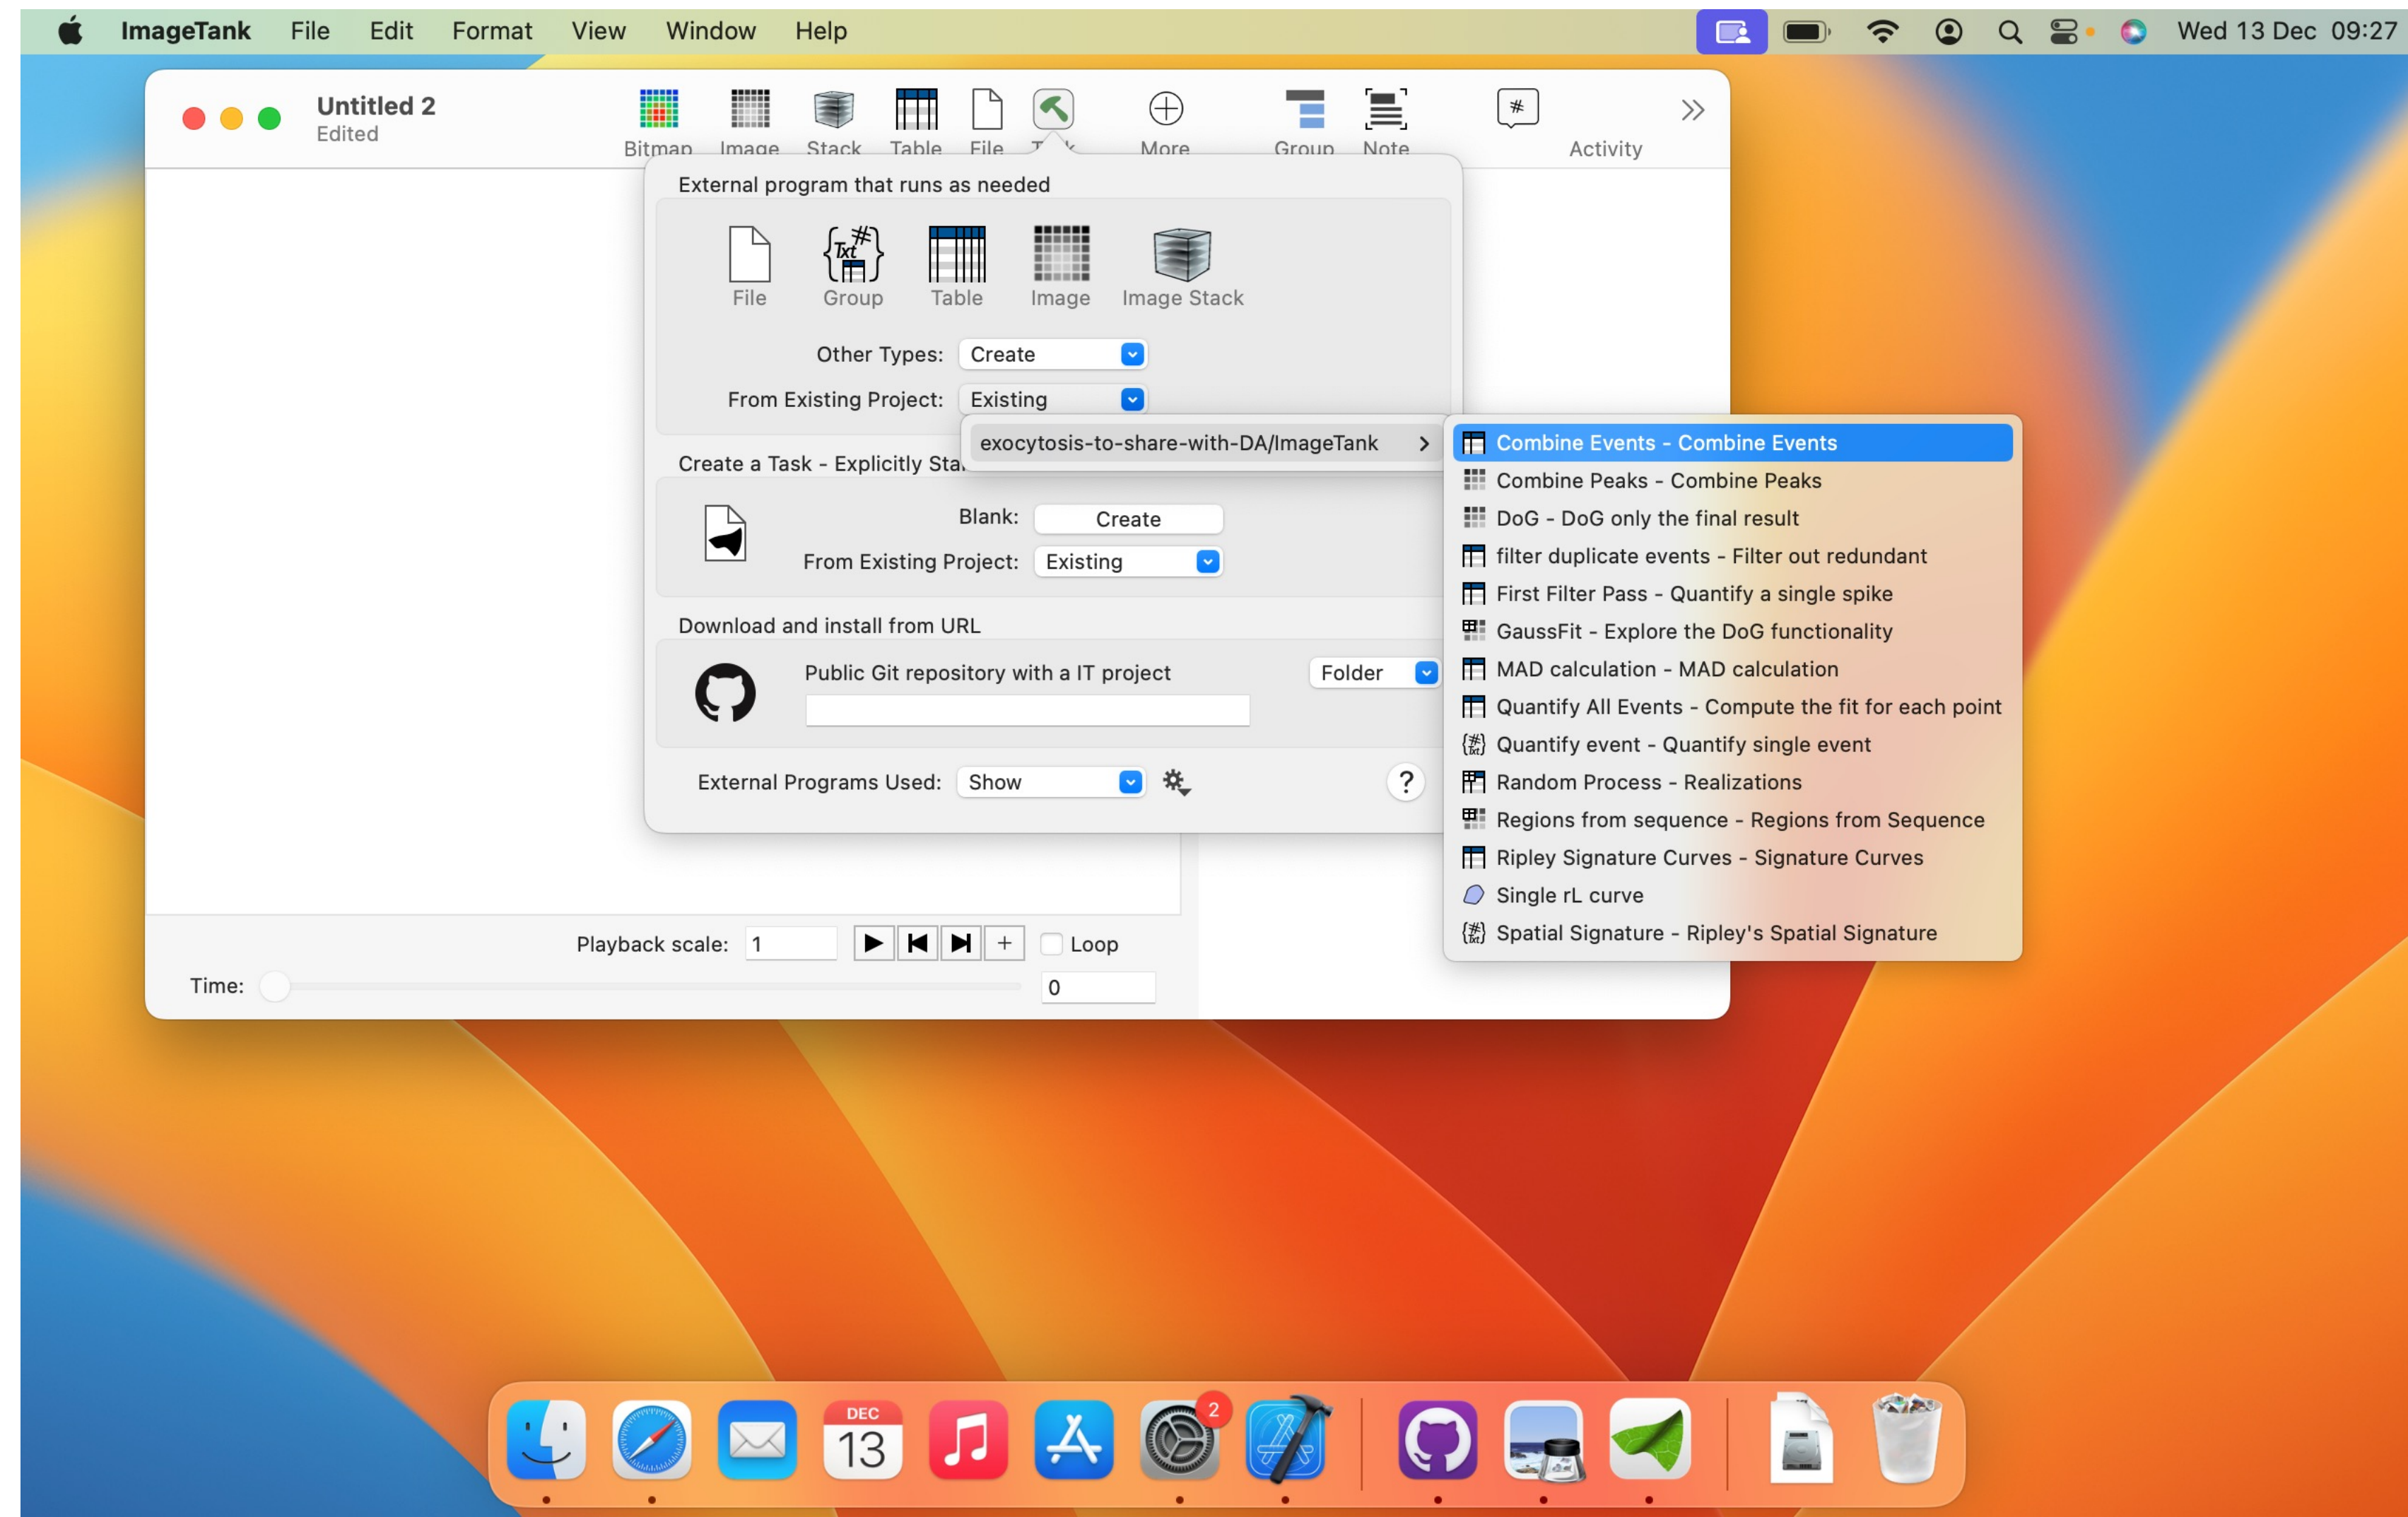 ImageTank File Edit Format View Window Help Wed 13 Dec 09:27
Untitled 2
Edited
Bitmap Image Stack Table File More Group Note Activity
#
External program that runs as needed
{Txt#}
File Group Table Image Image Stack
Other Types: Create
From Existing Project: Existing
exocytosis-to-share-with-DA/ImageTank
Combine Events - Combine Events
Combine Peaks - Combine Peaks
DoG - DoG only the final result
filter duplicate events - Filter out redundant
First Filter Pass - Quantify a single spike
GaussFit - Explore the DoG functionality
MAD calculation - MAD calculation
Quantify All Events - Compute the fit for each point
Quantify event - Quantify single event
Random Process - Realizations
Regions from sequence - Regions from Sequence
Ripley Signature Curves - Signature Curves
Single rL curve
Spatial Signature - Ripley's Spatial Signature
Create a Task - Explicitly
Blank: Create
From Existing Project: Existing
Download and install from URL
Public Git repository with a IT project Folder
External Programs Used: Show ?
Playback scale: 1 + Loop
Time: 0
DEC
13
2